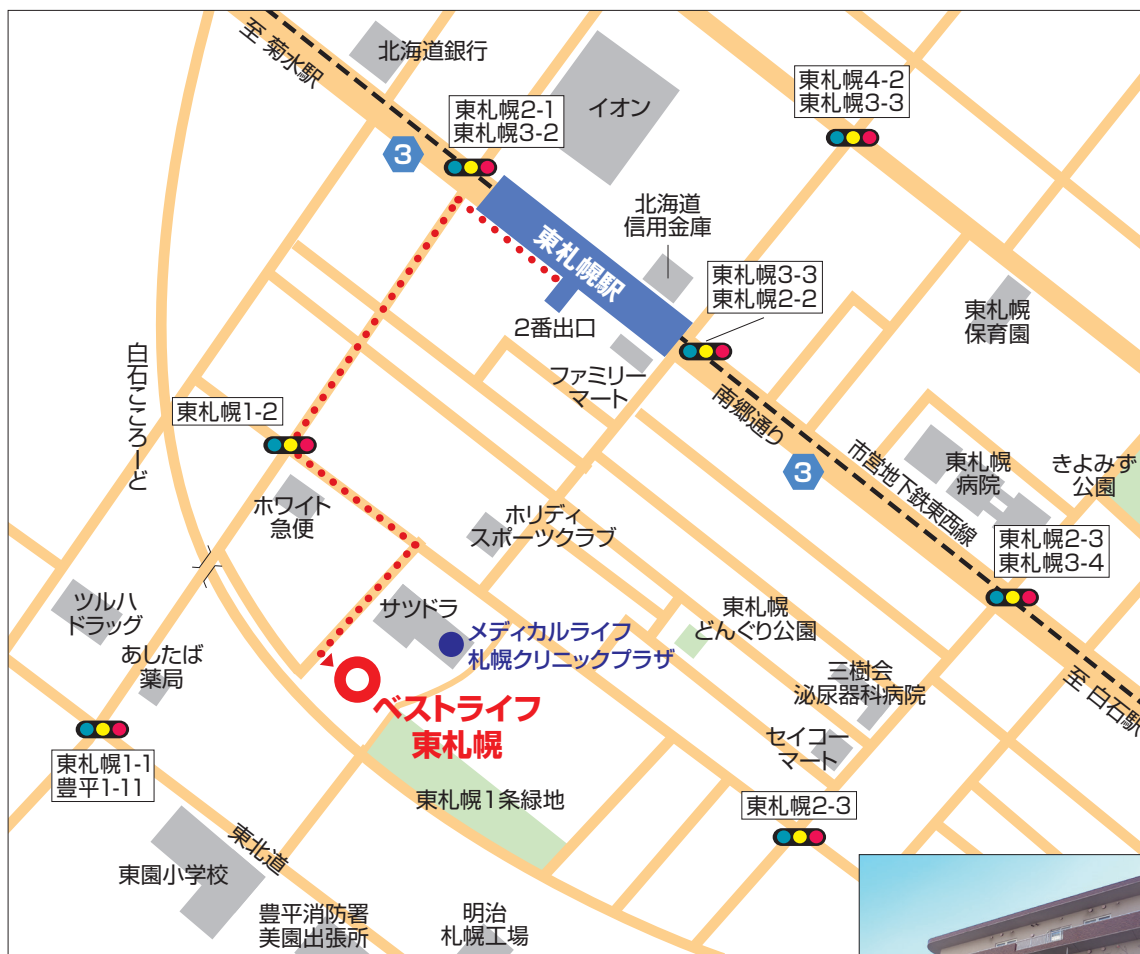 至 菊水駅
北海道銀行
イオン
東札幌2-1
東札幌3-2
東札幌4-2
東札幌3-3
3
北海道
信用金庫
東札幌駅
2番出口
東札幌3-3
東札幌2-2
東札幌
保育園
ファミリー
マート
白石こころーど
東札幌1-2
南郷通り
3
市営地下鉄東西線
東札幌
病院
きよみず
公園
ホワイト
急便
ホリデイ
スポーツクラブ
東札幌2-3
東札幌3-4
ツルハ
ドラッグ
サツドラ
メディカルライフ
札幌クリニックプラザ
東札幌
どんぐり公園
あしたば
薬局
三樹会
泌尿器科病院
至 白石駅
ベストライフ
東札幌
東札幌1-1
豊平1-11
セイコー
マート
東札幌1条緑地
東札幌2-3
東北道
東園小学校
豊平消防署
美園出張所
明治
札幌工場